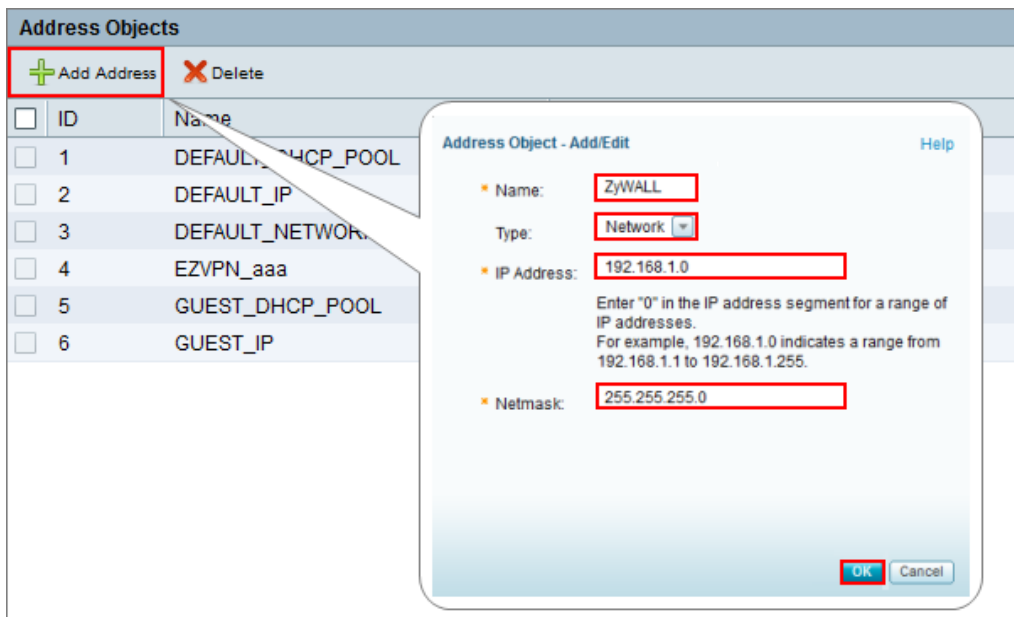 Address Objects
Add Address Delete
ID Name
1 DEFAULT_DHCP_POOL
2 DEFAULT_IP
3 DEFAULT_NETWORK
4 EZVPN_aaa
5 GUEST_DHCP_POOL
6 GUEST_IP
Address Object - Add/Edit Help
* Name: ZyWALL
Type: Network
* IP Address: 192.168.1.0
Enter "0" in the IP address segment for a range of
IP addresses.
For example, 192.168.1.0 indicates a range from
192.168.1.1 to 192.168.1.255.
* Netmask: 255.255.255.0
OK Cancel